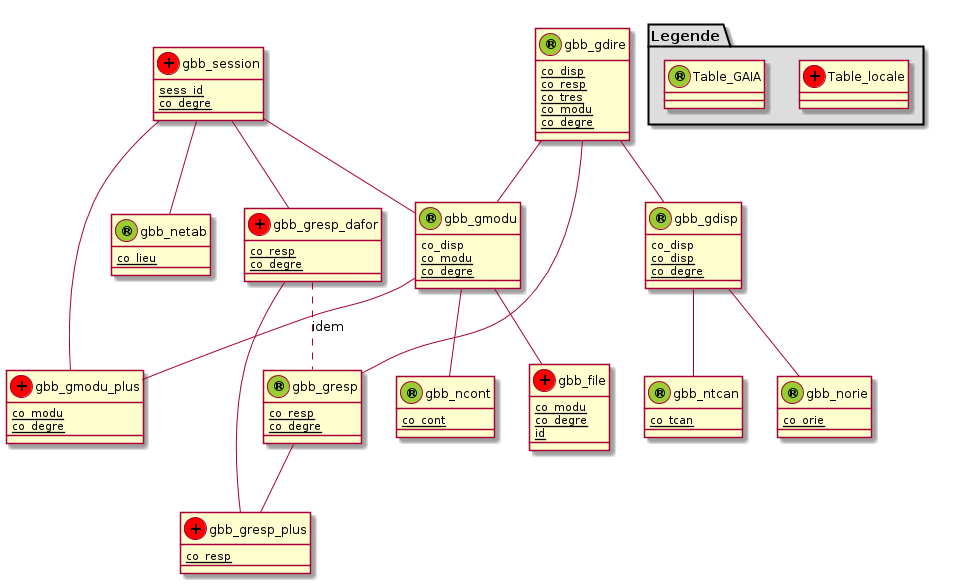 gbb_session
sess_id
co_degre
gbb_gdire
co_disp
co_resp
co_tres
co_modu
co_degre
Legende
Table_GAIA
Table_locale
gbb_netab
co_lieu
gbb_gresp_dafor
co_resp
co_degre
gbb_gmodu
co_disp
co_modu
co_degre
gbb_gdisp
co_disp
co_disp
co_degre
idem
gbb_gmodu_plus
co_modu
co_degre
gbb_gresp
co_resp
co_degre
gbb_ncont
co_cont
gbb_file
co_modu
co_degre
id
gbb_ntcan
co_tcan
gbb_norie
co_orie
gbb_gresp_plus
co_resp